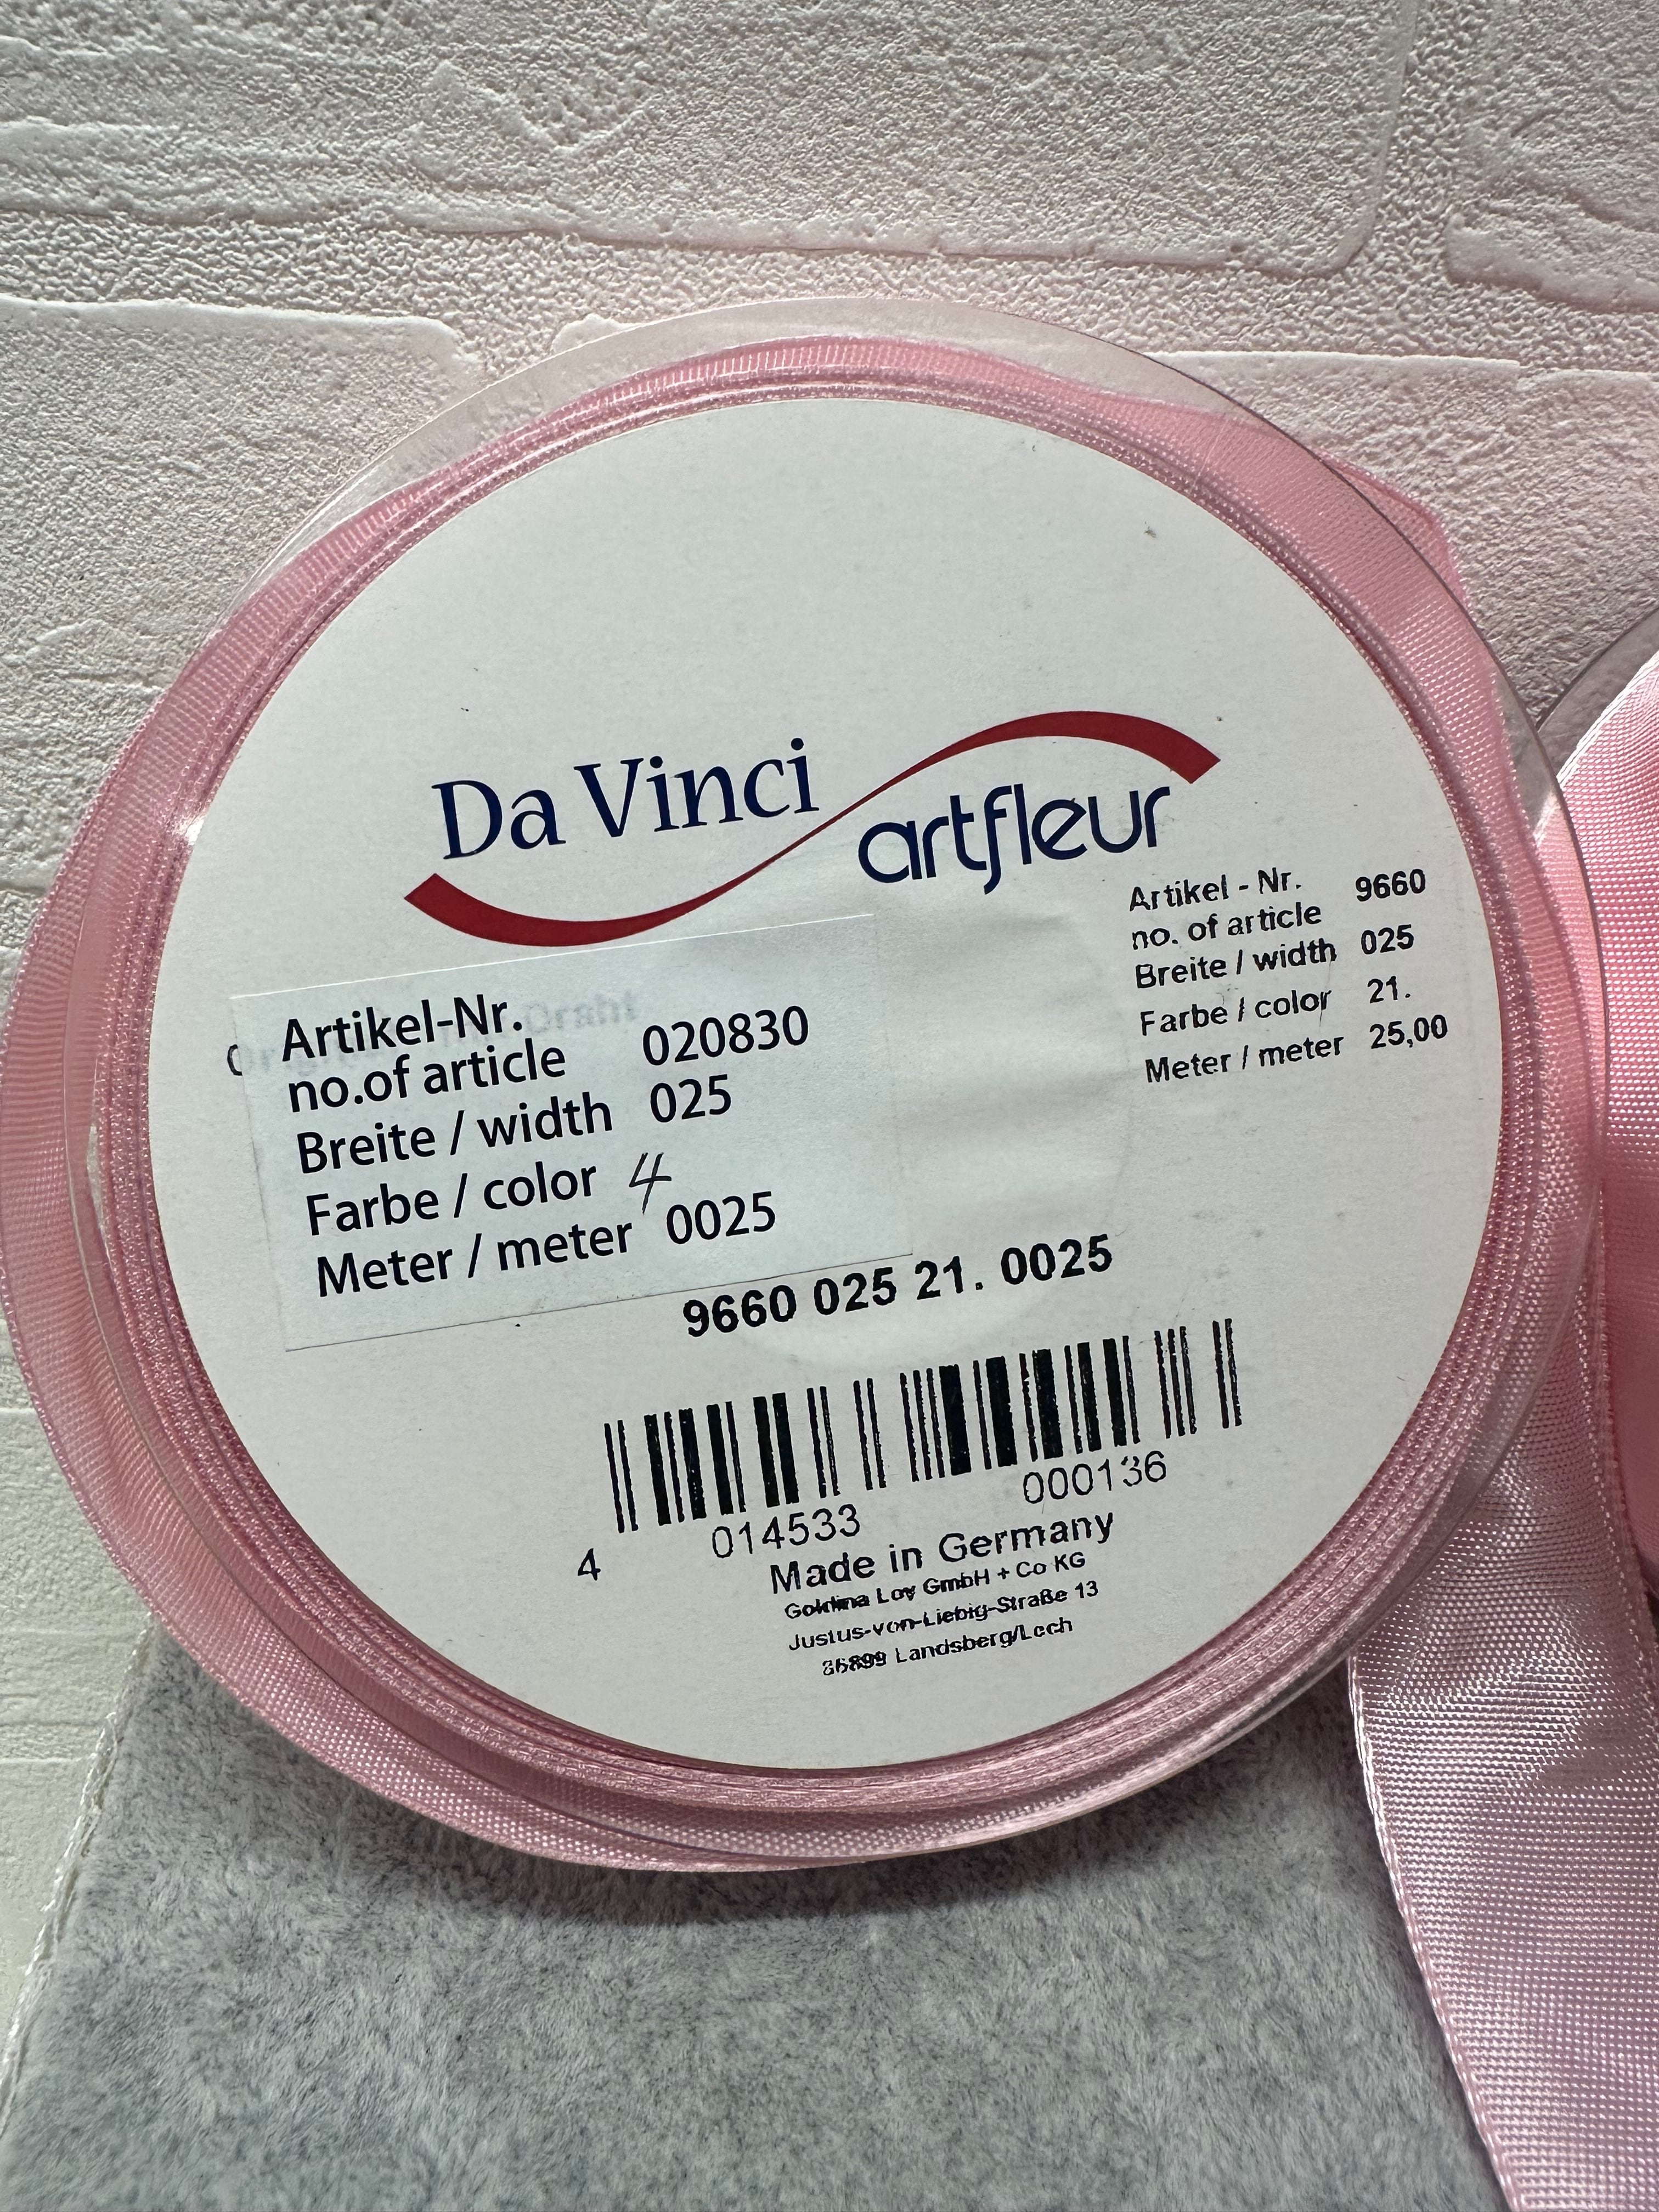 Da Vinci
artfleur
Artikel - Nr. 9660
no. of article
Breite / width 025
Farbe / color 21.
Meter / meter 25,00
Artikel-Nr.
no.of article 020830
Breite / width 025
Farbe / color 4
Meter / meter 0025
9660 025 21. 0025
4 014533 000136
Made in Germany
Goldina Loy GmbH + Co KG
Justus-von-Liebig-Straße 13
86899 Landsberg/Lech